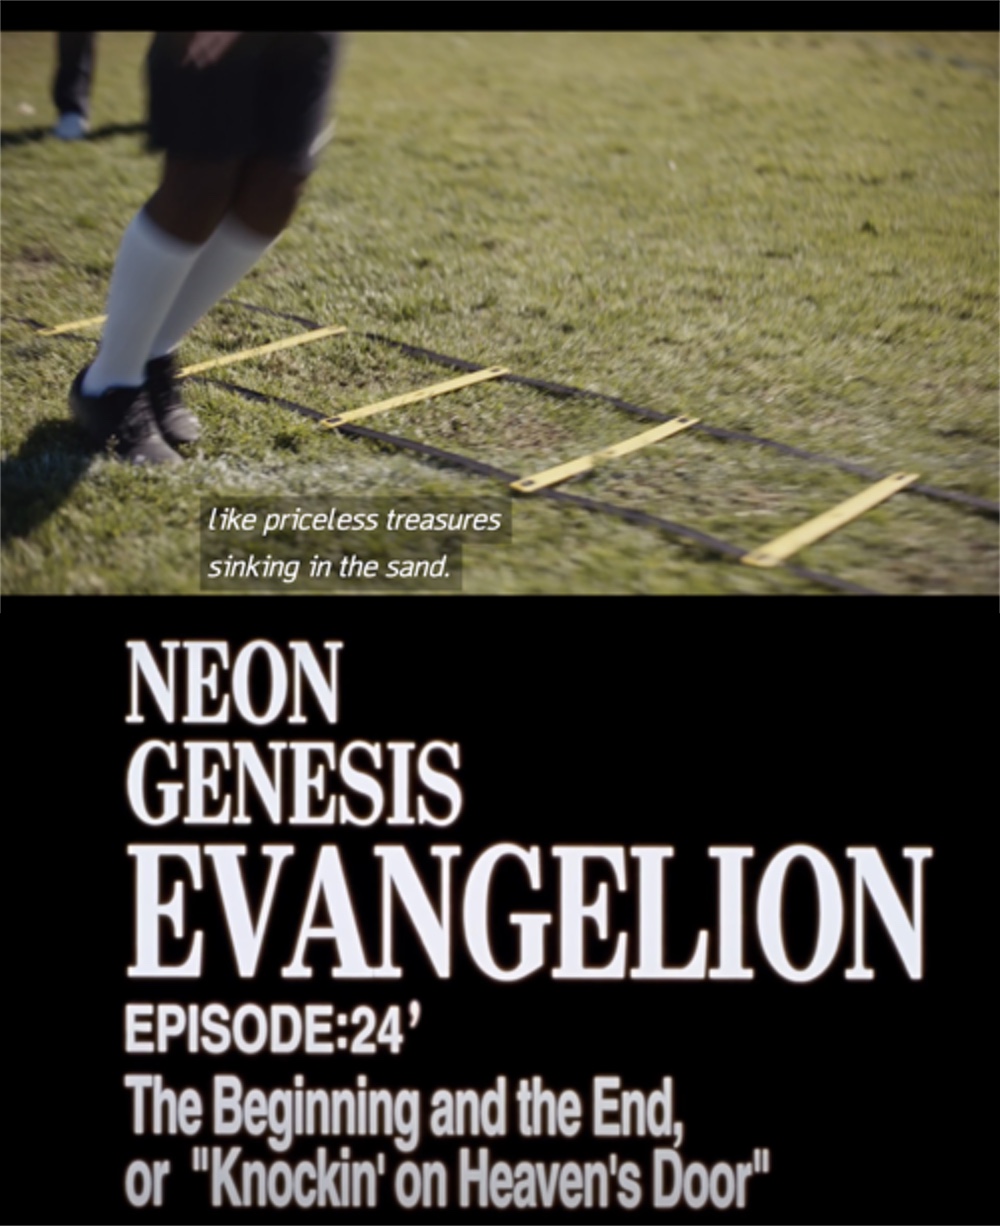 like priceless treasures
sinking in the sand.
NEON
GENESIS
EVANGELION
EPISODE:24’
The Beginning and the End,
or "Knockin' on Heaven's Door"